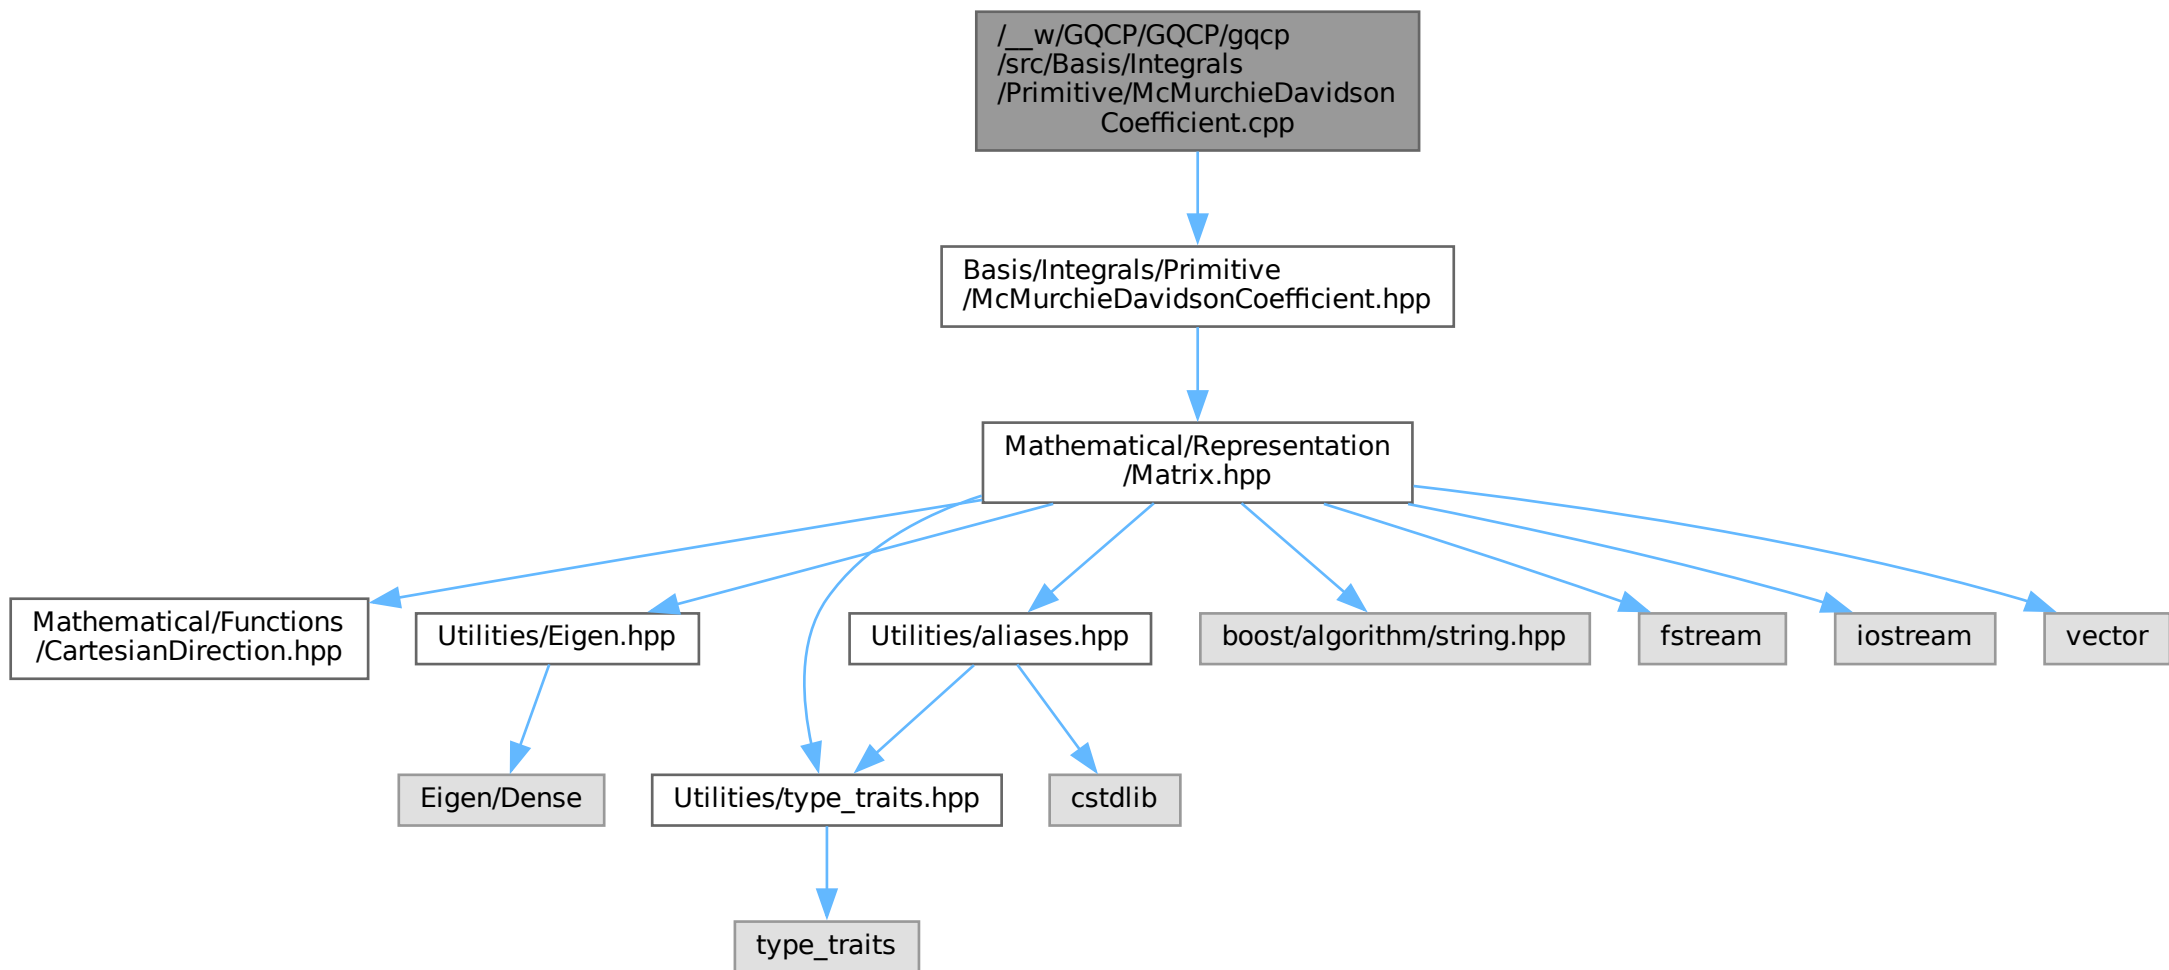 /__w/GQCP/GQCP/gqcp
/src/Basis/Integrals
/Primitive/McMurchieDavidson
Coefficient.cpp
Basis/Integrals/Primitive
/McMurchieDavidsonCoefficient.hpp
Mathematical/Representation
/Matrix.hpp
Mathematical/Functions
/CartesianDirection.hpp
Utilities/Eigen.hpp
Utilities/aliases.hpp
boost/algorithm/string.hpp
fstream
iostream
vector
Eigen/Dense
Utilities/type_traits.hpp
cstdlib
type_traits